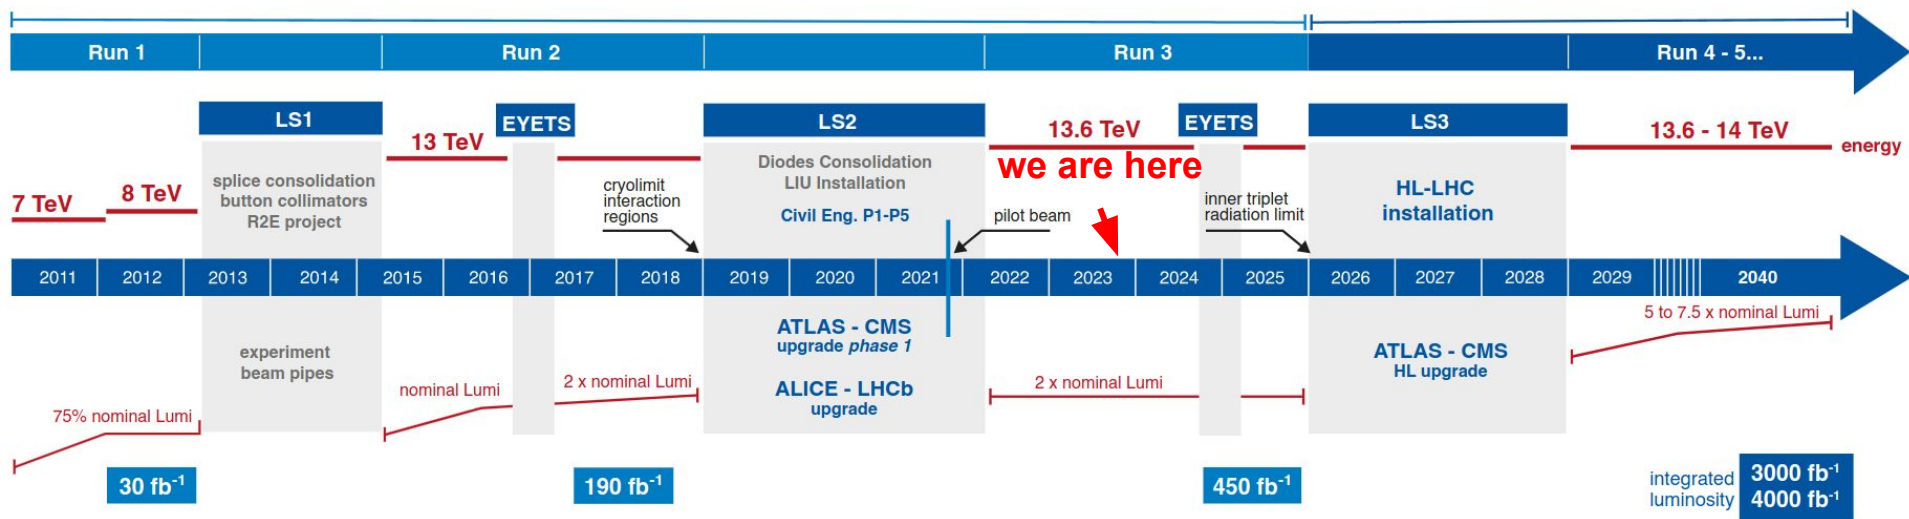 Run 1
Run 2
Run 3
Run 4 - 5...
LS1
EYETS
LS2
13.6 TeV
EYETS
LS3
13.6 - 14 TeV
energy
13 TeV
7 TeV
8 TeV
splice consolidation
button collimators
R2E project
cryolimit
interaction
regions
Diodes Consolidation
LIU Installation
Civil Eng. P1-P5
pilot beam
we are here
inner triplet
radiation limit
HL-LHC
installation
2011 2012 2013 2014 2015 2016 2017 2018 2019 2020 2021 2022 2023 2024 2025 2026 2027 2028 2029 2040
experiment
beam pipes
ATLAS - CMS
upgrade phase 1
ALICE - LHCb
upgrade
ATLAS - CMS
HL upgrade
5 to 7.5 x nominal Lumi
75% nominal Lumi
nominal Lumi
2 x nominal Lumi
2 x nominal Lumi
30 fb⁻¹
190 fb⁻¹
450 fb⁻¹
integrated
luminosity
3000 fb⁻¹
4000 fb⁻¹